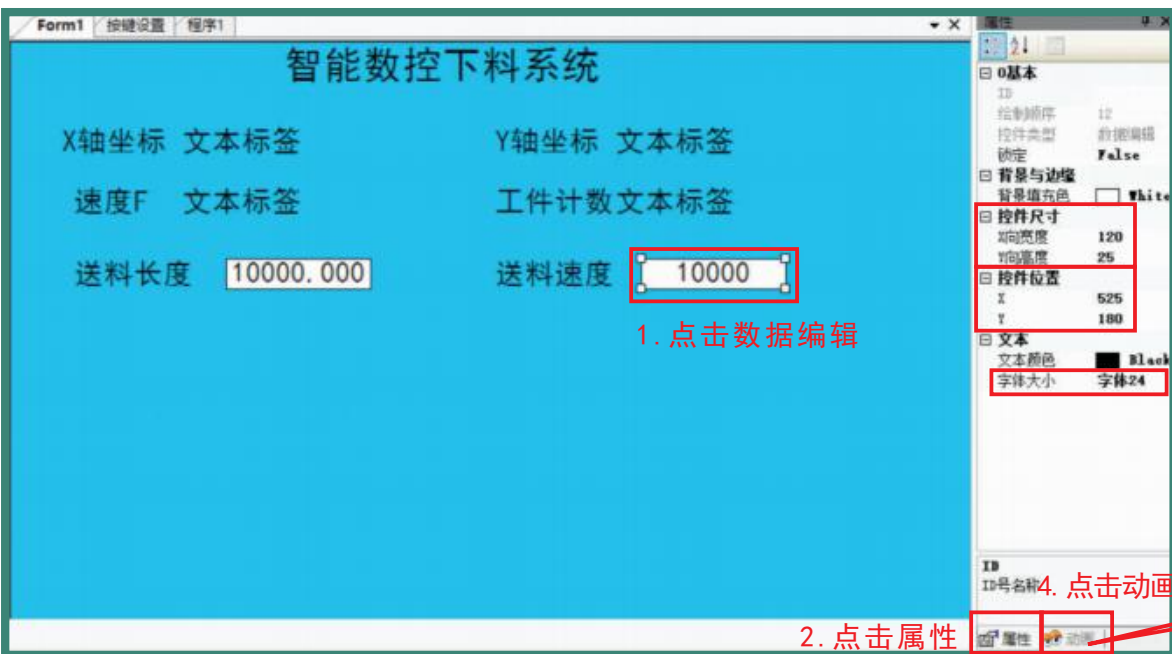 Form1 按键设置 程序1
属性
智能数控下料系统
X轴坐标 文本标签 Y轴坐标 文本标签
速度F 文本标签 工件计数 文本标签
送料长度 10000.000 送料速度 10000
1.点击数据编辑
0基本
ID
绘制顺序 12
控件类型 数据编辑
锁定 False
背景与边缘
背景填充色 White
控件尺寸
X向宽度 120
Y向高度 25
控件位置
X 525
Y 180
文本
文本颜色 Black
字体大小 字体24
ID
ID号名称
4.点击动画
2.点击属性
属性 动画